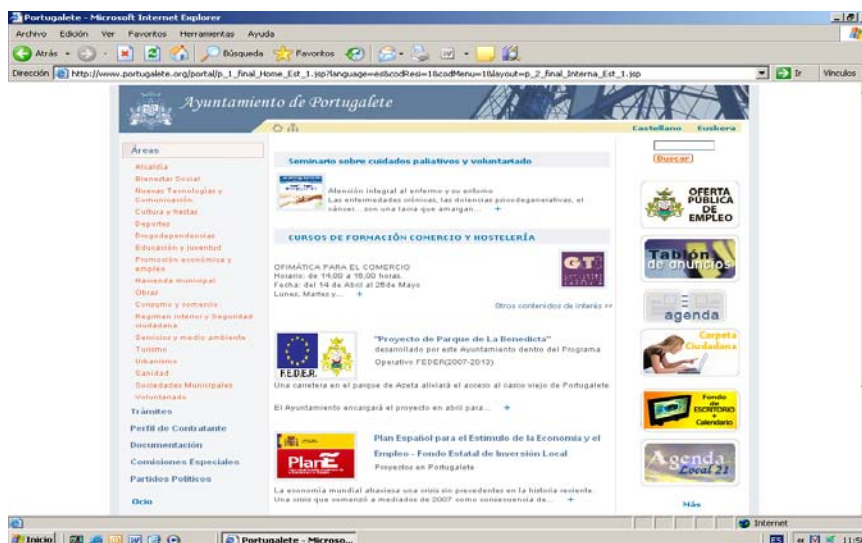 Portugalete - Microsoft Internet Explorer
Archivo Edición Ver Favoritos Herramientas Ayuda
Atrás Búsqueda Favoritos
Dirección http://www.portugalete.org/portal/p_1_final_Home_Est_1.jsp?language=es&codResi=1&codMenu=1&layout=p_2_final_Interna_Est_1.jsp Ir Vínculos
Ayuntamiento de Portugalete
Castellano Euskera
Áreas
Alcaldía
Bienestar Social
Nuevas Tecnologías y
Comunicación
Cultura y fiestas
Deportes
Drogodependencias
Educación y juventud
Promoción económica y
empleo
Hacienda municipal
Obras
Consumo y comercio
Regimen interior y Seguridad
ciudadana
Servicios y medio ambiente
Turismo
Urbanismo
Sanidad
Sociedades Municipales
Voluntariado
Trámites
Perfil de Contratante
Documentación
Comisiones Especiales
Partidos Políticos
Ocio
Seminario sobre cuidados paliativos y voluntariado
Atención integral al enfermo y su entorno
Las enfermedades crónicas, las dolencias psicodegenerativas, el
cáncer... son una losa que amargan... +
CURSOS DE FORMACIÓN COMERCIO Y HOSTELERÍA
OFIMÁTICA PARA EL COMERCIO
Horario: de 14,00 a 16,00 horas.
Fecha: del 14 de Abril al 26de Mayo
Lunes, Martes y... +
GT
Otros contenidos de interés >>
F.E.D.E.R.
"Proyecto de Parque de La Benedicta"
desarrollado por este Ayuntamiento dentro del Programa
Operativo FEDER(2007-2013)
Una carretera en el parque de Azeta aliviará el acceso al casco viejo de Portugalete
El Ayuntamiento encargará el proyecto en abril para... +
PlanE
Plan Español para el Estímulo de la Economía y el
Empleo - Fondo Estatal de Inversión Local
Proyectos en Portugalete
La economía mundial atraviesa una crisis sin precedentes en la historia reciente.
Una crisis que comenzó a mediados de 2007 como consecuencia de... +
(Buscar)
OFERTA
PÚBLICA
DE
EMPLEO
Tablón
de anuncios
agenda
Carpeta
Ciudadana
Fondo
de
ESCRITORIO
+
Calendario
Agenda
Local 21
Más
Internet
Inicio Portugalete - Microso... ES